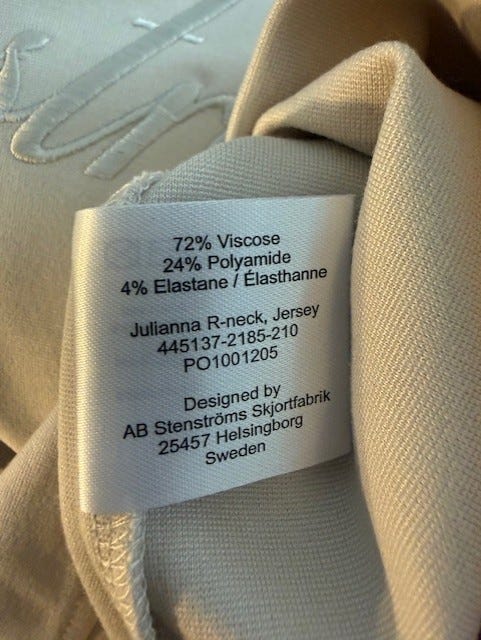 72% Viscose
24% Polyamide
4% Elastane / Élasthanne
Julianna R-neck, Jersey
445137-2185-210
PO1001205
Designed by
AB Stenströms Skjortfabrik
25457 Helsingborg
Sweden